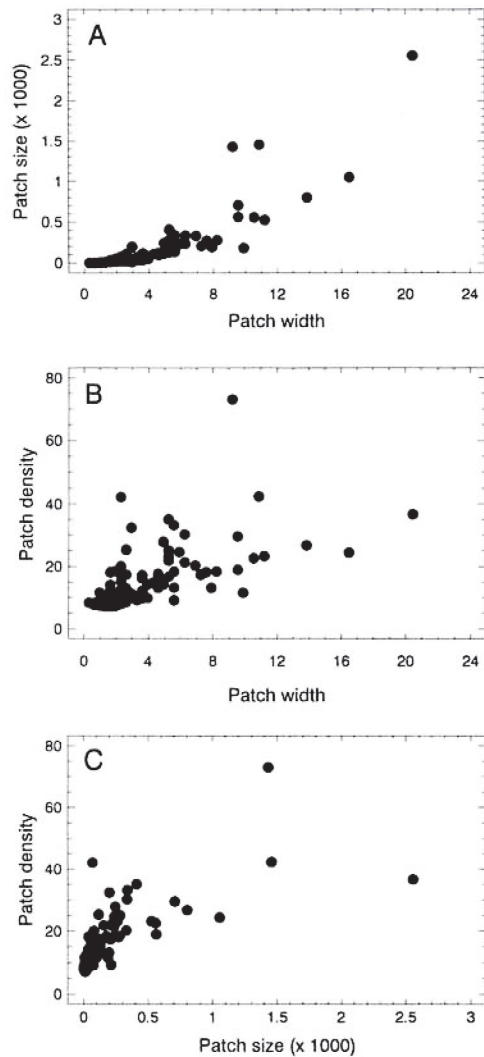 A
Patch size (x 1000)
3
2.5
2
1.5
1
0.5
0
0 4 8 12 16 20 24
Patch width
B
Patch density
80
60
40
20
0
0 4 8 12 16 20 24
Patch width
C
Patch density
80
60
40
20
0
0 0.5 1 1.5 2 2.5 3
Patch size (x 1000)